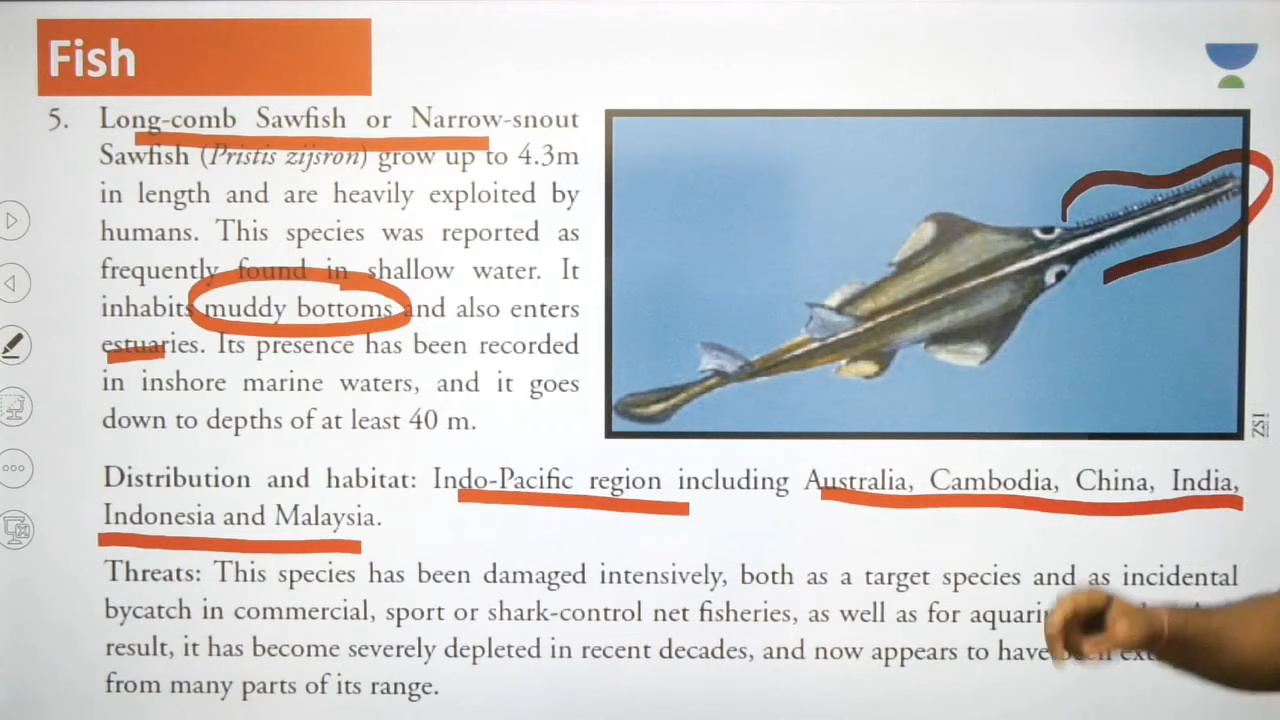 Fish
5. Long-comb Sawfish or Narrow-snout
Sawfish (Pristis zijsron) grow up to 4.3m
in length and are heavily exploited by
humans. This species was reported as
frequently found in shallow water. It
inhabits muddy bottoms and also enters
estuaries. Its presence has been recorded
in inshore marine waters, and it goes
down to depths of at least 40 m.
ZSI
Distribution and habitat: Indo-Pacific region including Australia, Cambodia, China, India,
Indonesia and Malaysia.
Threats: This species has been damaged intensively, both as a target species and as incidental
bycatch in commercial, sport or shark-control net fisheries, as well as for
result, it has become severely depleted in recent decades, and now appears to have
from many parts of its range.